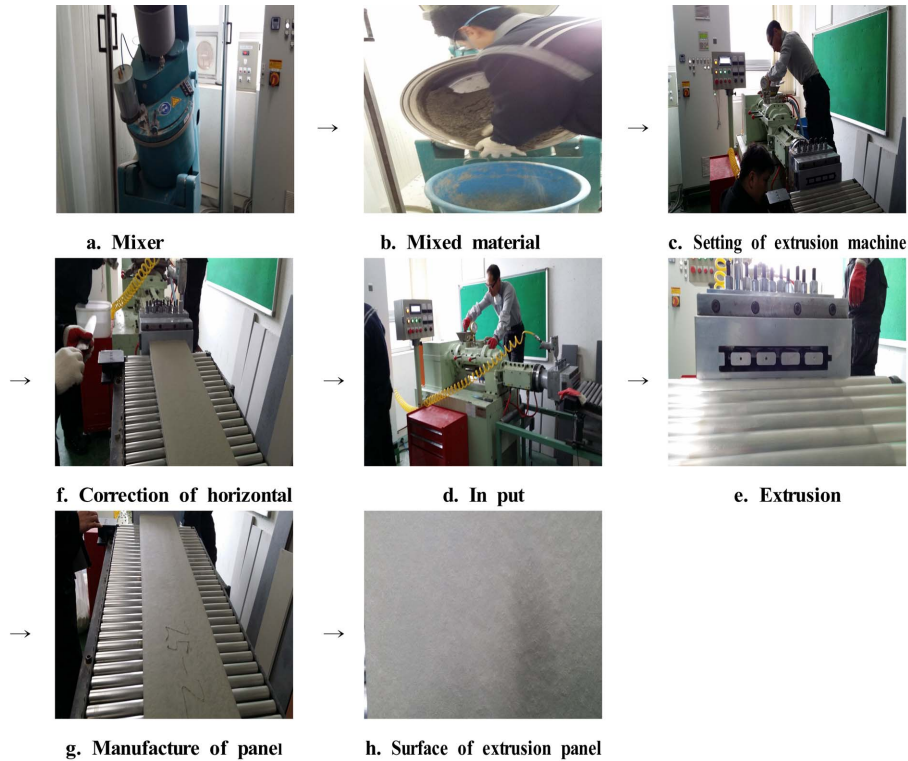 →
→
a. Mixer
b. Mixed material
c. Setting of extrusion machine
→
→
→
f. Correction of horizontal
d. In put
e. Extrusion
→
→
g. Manufacture of panel
h. Surface of extrusion panel